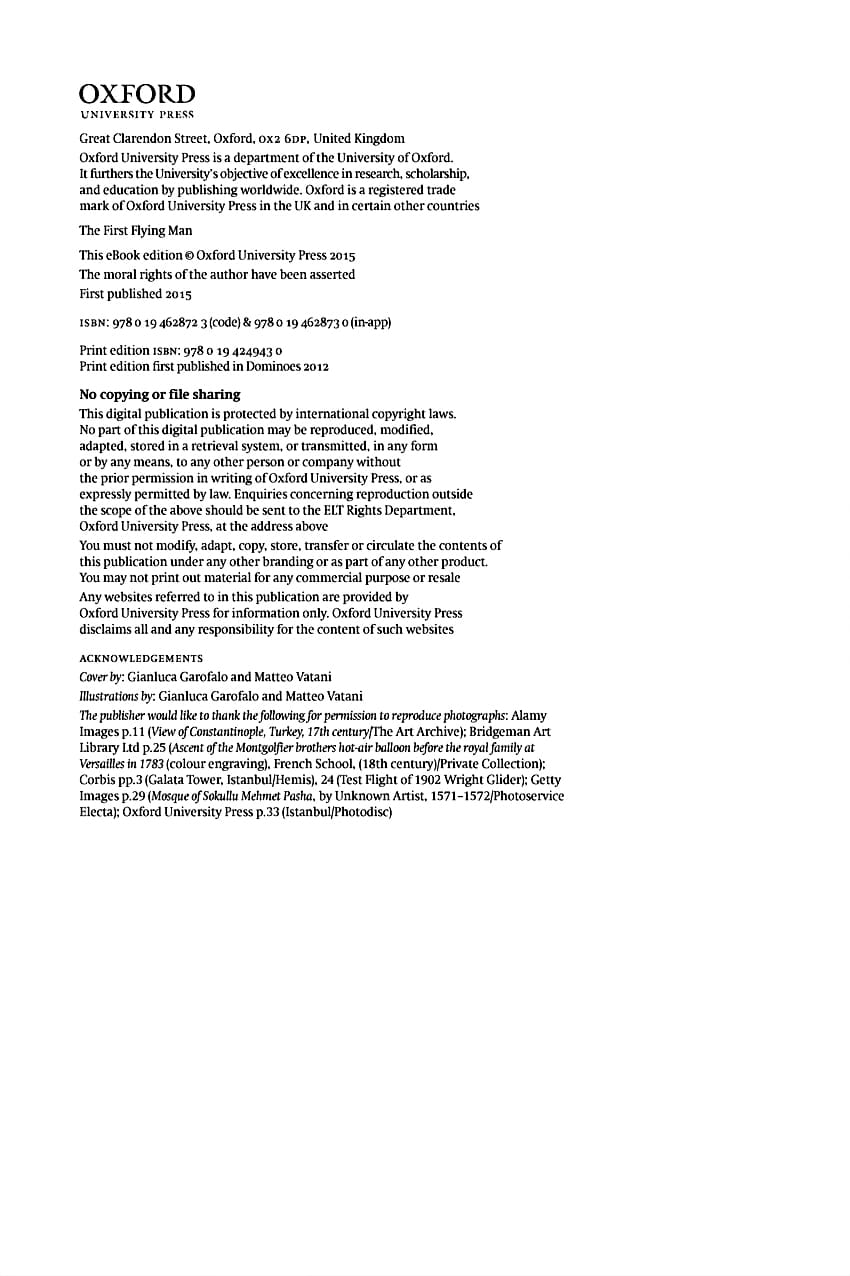 OXFORD
UNIVERSITY PRESS
Great Clarendon Street, Oxford, OX2 6DP, United Kingdom
Oxford University Press is a department of the University of Oxford.
It furthers the University's objective of excellence in research, scholarship,
and education by publishing worldwide. Oxford is a registered trade
mark of Oxford University Press in the UK and in certain other countries
The First Flying Man
This eBook edition © Oxford University Press 2015
The moral rights of the author have been asserted
First published 2015
ISBN: 978 0 19 462872 3 (code) & 978 0 19 462873 0 (in-app)
Print edition ISBN: 978 0 19 424943 0
Print edition first published in Dominoes 2012
No copying or file sharing
This digital publication is protected by international copyright laws.
No part of this digital publication may be reproduced, modified,
adapted, stored in a retrieval system, or transmitted, in any form
or by any means, to any other person or company without
the prior permission in writing of Oxford University Press, or as
expressly permitted by law. Enquiries concerning reproduction outside
the scope of the above should be sent to the ELT Rights Department,
Oxford University Press, at the address above
You must not modify, adapt, copy, store, transfer or circulate the contents of
this publication under any other branding or as part of any other product.
You may not print out material for any commercial purpose or resale
Any websites referred to in this publication are provided by
Oxford University Press for information only. Oxford University Press
disclaims all and any responsibility for the content of such websites
ACKNOWLEDGEMENTS
Cover by: Gianluca Garofalo and Matteo Vatani
Illustrations by: Gianluca Garofalo and Matteo Vatani
The publisher would like to thank the following for permission to reproduce photographs: Alamy
Images p.11 (View of Constantinople, Turkey, 17th century/The Art Archive); Bridgeman Art
Library Ltd p.25 (Ascent of the Montgolfier brothers hot-air balloon before the royal family at
Versailles in 1783 (colour engraving), French School, (18th century)/Private Collection);
Corbis pp.3 (Galata Tower, Istanbul/Hemis), 24 (Test Flight of 1902 Wright Glider); Getty
Images p.29 (Mosque of Sokullu Mehmet Pasha, by Unknown Artist, 1571–1572/Photoservice
Electa); Oxford University Press p.33 (Istanbul/Photodisc)